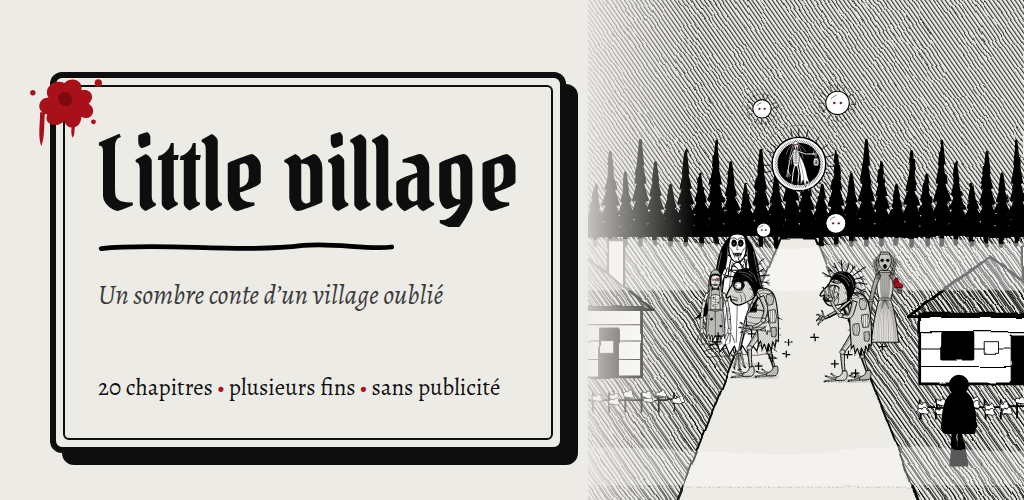 Little village
Un sombre conte d'un village oublié
20 chapitres • plusieurs fins • sans publicité